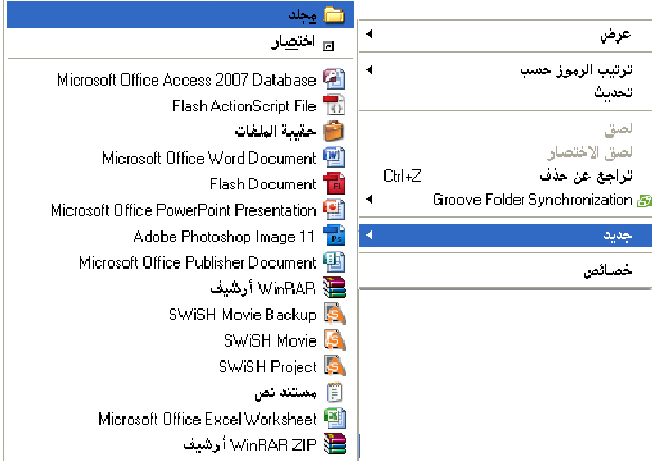 عرض
ترتيب الرموز حسب
تحديث
لصق
لصق الاختصار
تراجع عن حذف Ctrl+Z
Groove Folder Synchronization
جديد
خصائص
مجلد
اختصار
Microsoft Office Access 2007 Database
Flash ActionScript File
حقيبة الملفات
Microsoft Office Word Document
Flash Document
Microsoft Office PowerPoint Presentation
Adobe Photoshop Image 11
Microsoft Office Publisher Document
أرشيف WinRAR
SWiSH Movie Backup
SWiSH Movie
SWiSH Project
مستند نص
Microsoft Office Excel Worksheet
أرشيف WinRAR ZIP